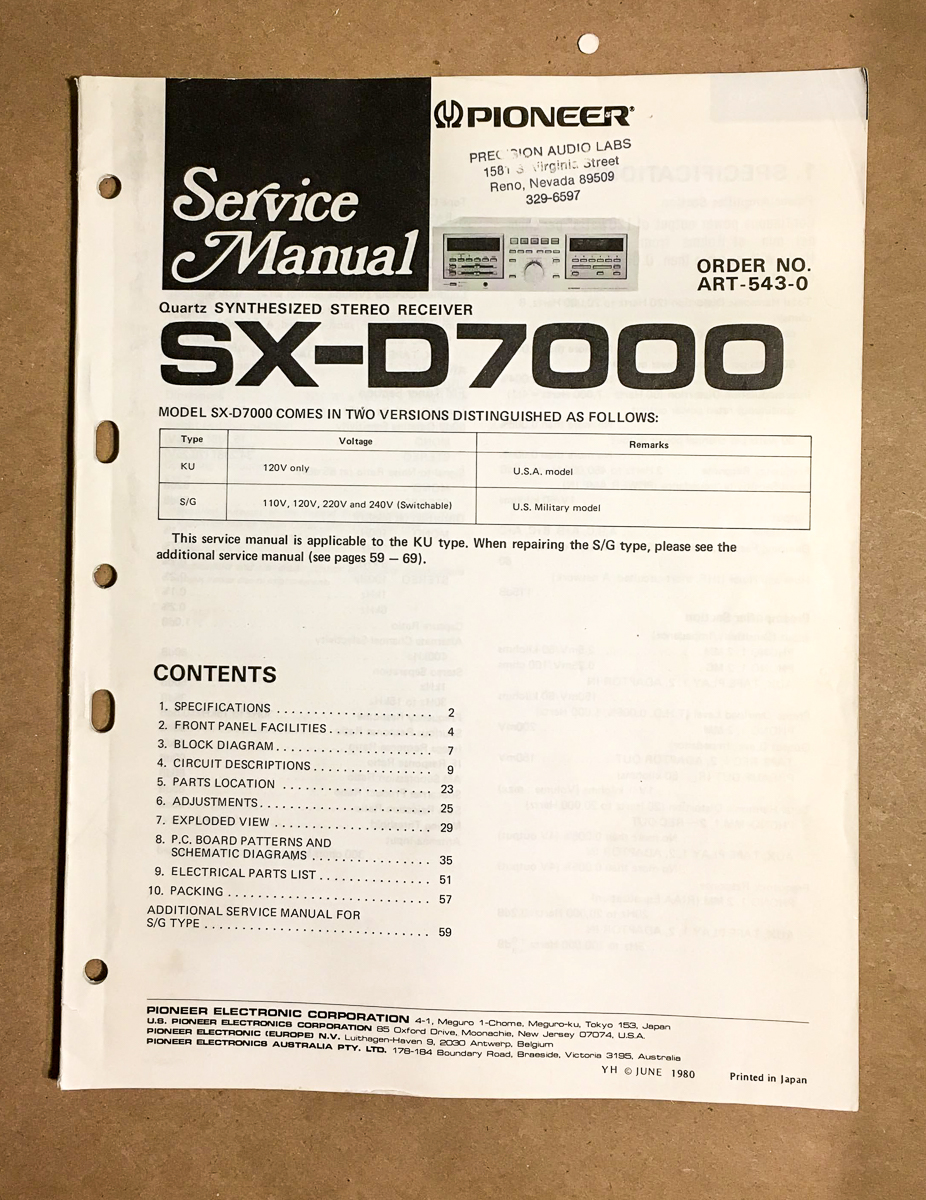 PIONEER®
PRECISION AUDIO LABS
1581 S. Virginia Street
Reno, Nevada 89509
329-6597
Service
Manual
ORDER NO.
ART-543-0
Quartz SYNTHESIZED STEREO RECEIVER
SX-D7000
MODEL SX-D7000 COMES IN TWO VERSIONS DISTINGUISHED AS FOLLOWS:
Type Voltage Remarks
KU 120V only U.S.A. model
S/G 110V, 120V, 220V and 240V (Switchable) U.S. Military model
This service manual is applicable to the KU type. When repairing the S/G type, please see the
additional service manual (see pages 59 – 69).
CONTENTS
1. SPECIFICATIONS . . . . . . . . . . . . . . . . . . . . . . 2
2. FRONT PANEL FACILITIES . . . . . . . . . . . . . . 4
3. BLOCK DIAGRAM . . . . . . . . . . . . . . . . . . . . . 7
4. CIRCUIT DESCRIPTIONS . . . . . . . . . . . . . . . . 9
5. PARTS LOCATION . . . . . . . . . . . . . . . . . . . . 23
6. ADJUSTMENTS . . . . . . . . . . . . . . . . . . . . . . . 25
7. EXPLODED VIEW . . . . . . . . . . . . . . . . . . . . . 29
8. P.C. BOARD PATTERNS AND
SCHEMATIC DIAGRAMS . . . . . . . . . . . . . . . . 35
9. ELECTRICAL PARTS LIST . . . . . . . . . . . . . . . 51
10. PACKING . . . . . . . . . . . . . . . . . . . . . . . . . . . 57
ADDITIONAL SERVICE MANUAL FOR
S/G TYPE . . . . . . . . . . . . . . . . . . . . . . . . . . . . . 59
PIONEER ELECTRONIC CORPORATION 4-1, Meguro 1-Chome, Meguro-ku, Tokyo 153, Japan
U.S. PIONEER ELECTRONICS CORPORATION 85 Oxford Drive, Moonachie, New Jersey 07074, U.S.A.
PIONEER ELECTRONIC (EUROPE) N.V. Luithagen-Haven 9, 2030 Antwerp, Belgium
PIONEER ELECTRONICS AUSTRALIA PTY. LTD. 178-184 Boundary Road, Braeside, Victoria 3195, Australia
YH © JUNE 1980 Printed in Japan